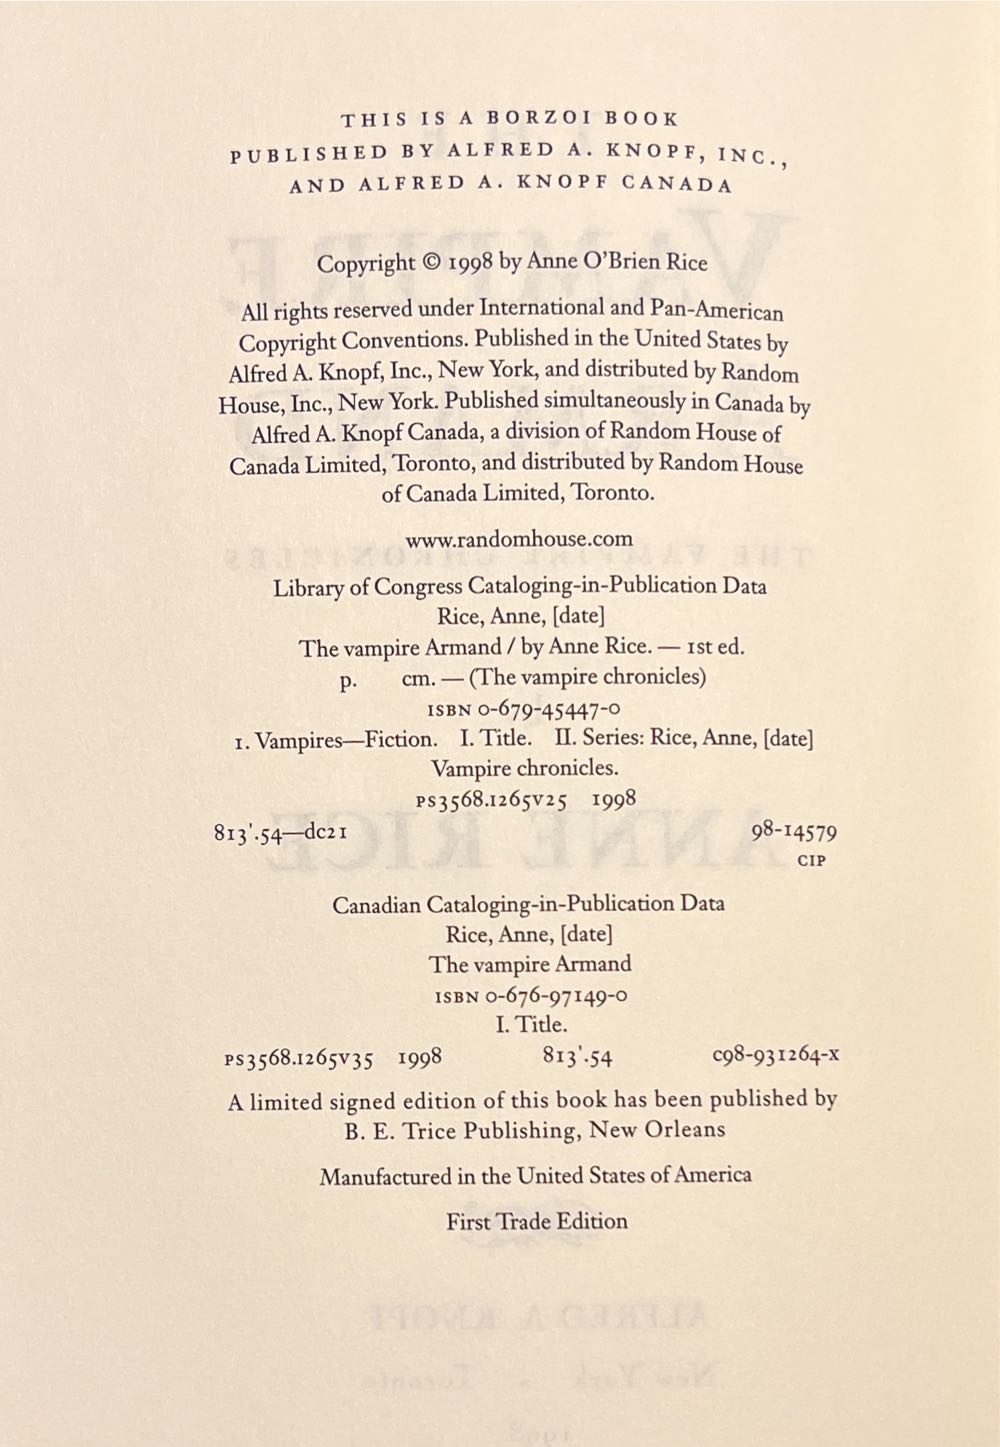 THIS IS A BORZOI BOOK
PUBLISHED BY ALFRED A. KNOPF, INC.,
AND ALFRED A. KNOPF CANADA
Copyright © 1998 by Anne O'Brien Rice
All rights reserved under International and Pan-American
Copyright Conventions. Published in the United States by
Alfred A. Knopf, Inc., New York, and distributed by Random
House, Inc., New York. Published simultaneously in Canada by
Alfred A. Knopf Canada, a division of Random House of
Canada Limited, Toronto, and distributed by Random House
of Canada Limited, Toronto.
www.randomhouse.com
Library of Congress Cataloging-in-Publication Data
Rice, Anne, [date]
The vampire Armand / by Anne Rice. — 1st ed.
p. cm. — (The vampire chronicles)
ISBN 0-679-45447-0
1. Vampires—Fiction. I. Title. II. Series: Rice, Anne, [date]
Vampire chronicles.
PS3568.I265V25 1998
813'.54—dc21 98-14579
CIP
Canadian Cataloging-in-Publication Data
Rice, Anne, [date]
The vampire Armand
ISBN 0-676-97149-0
I. Title.
PS3568.I265V35 1998 813'.54 C98-931264-X
A limited signed edition of this book has been published by
B. E. Trice Publishing, New Orleans
Manufactured in the United States of America
First Trade Edition